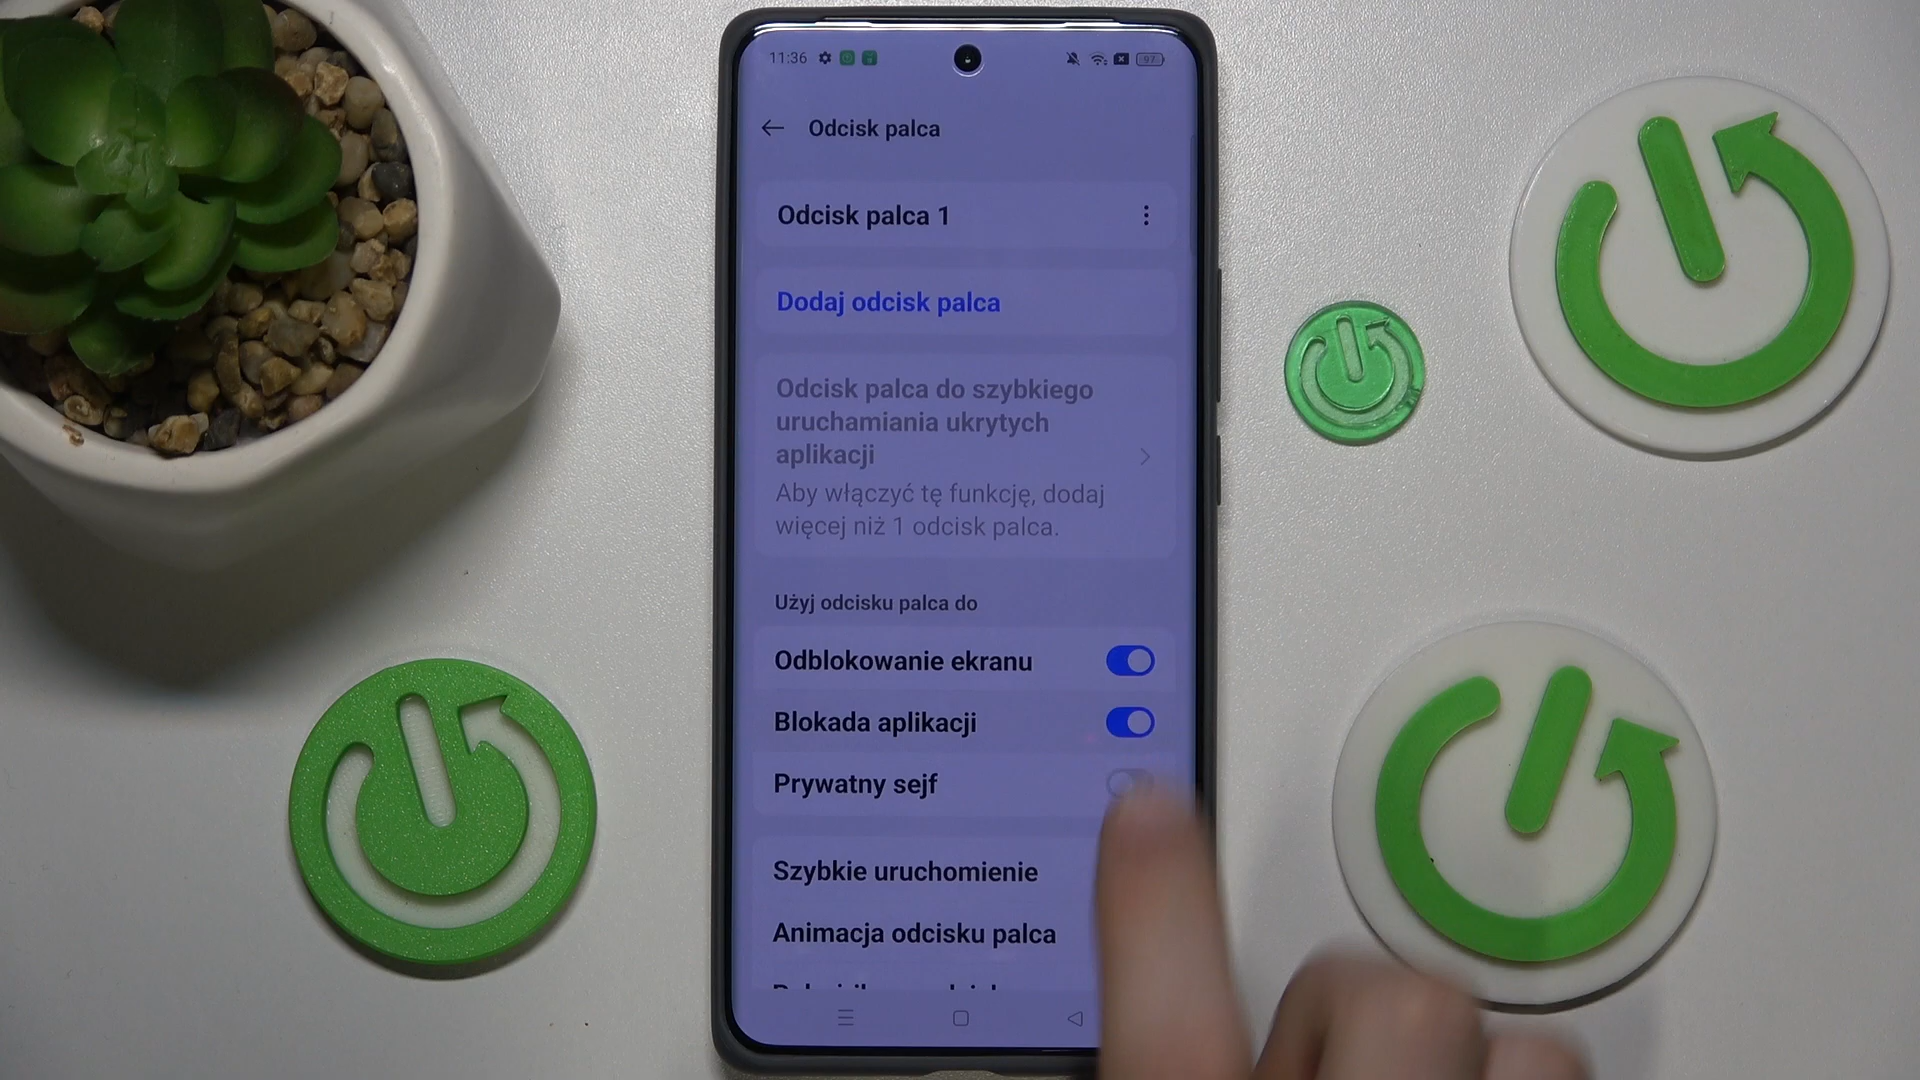 11:36
97
Odcisk palca
Odcisk palca 1
Dodaj odcisk palca
Odcisk palca do szybkiego
uruchamiania ukrytych
aplikacji
Aby włączyć tę funkcję, dodaj
więcej niż 1 odcisk palca.
Użyj odcisku palca do
Odblokowanie ekranu
Blokada aplikacji
Prywatny sejf
Szybkie uruchomienie
Animacja odcisku palca